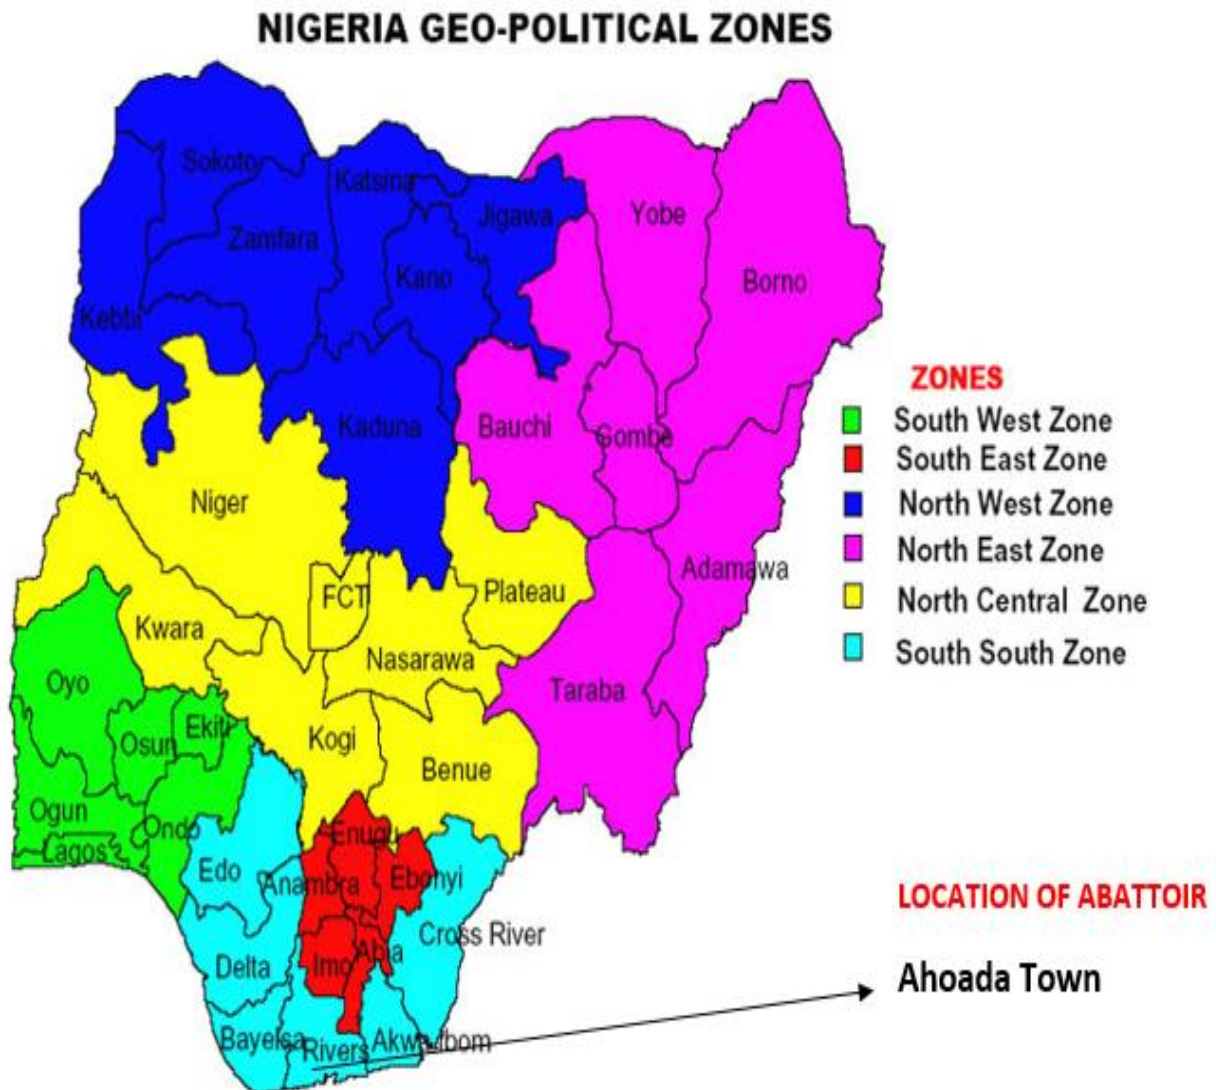 NIGERIA GEO-POLITICAL ZONES
Sokoto
Katsina
Jigawa
Yobe
Zamfara
Kano
Borno
Kebbi
Kaduna
Bauchi
Gombe
Niger
FCT
Plateau
Adamawa
Kwara
Nasarawa
Oyo
Taraba
Osun
Ekiti
Kogi
Benue
Ogun
Ondo
Lagos
Enugu
Edo
Anambra
Ebonyi
Cross River
Delta
Imo
Abia
Bayelsa
Rivers
Akwa Ibom
ZONES
South West Zone
South East Zone
North West Zone
North East Zone
North Central Zone
South South Zone
LOCATION OF ABATTOIR
Ahoada Town